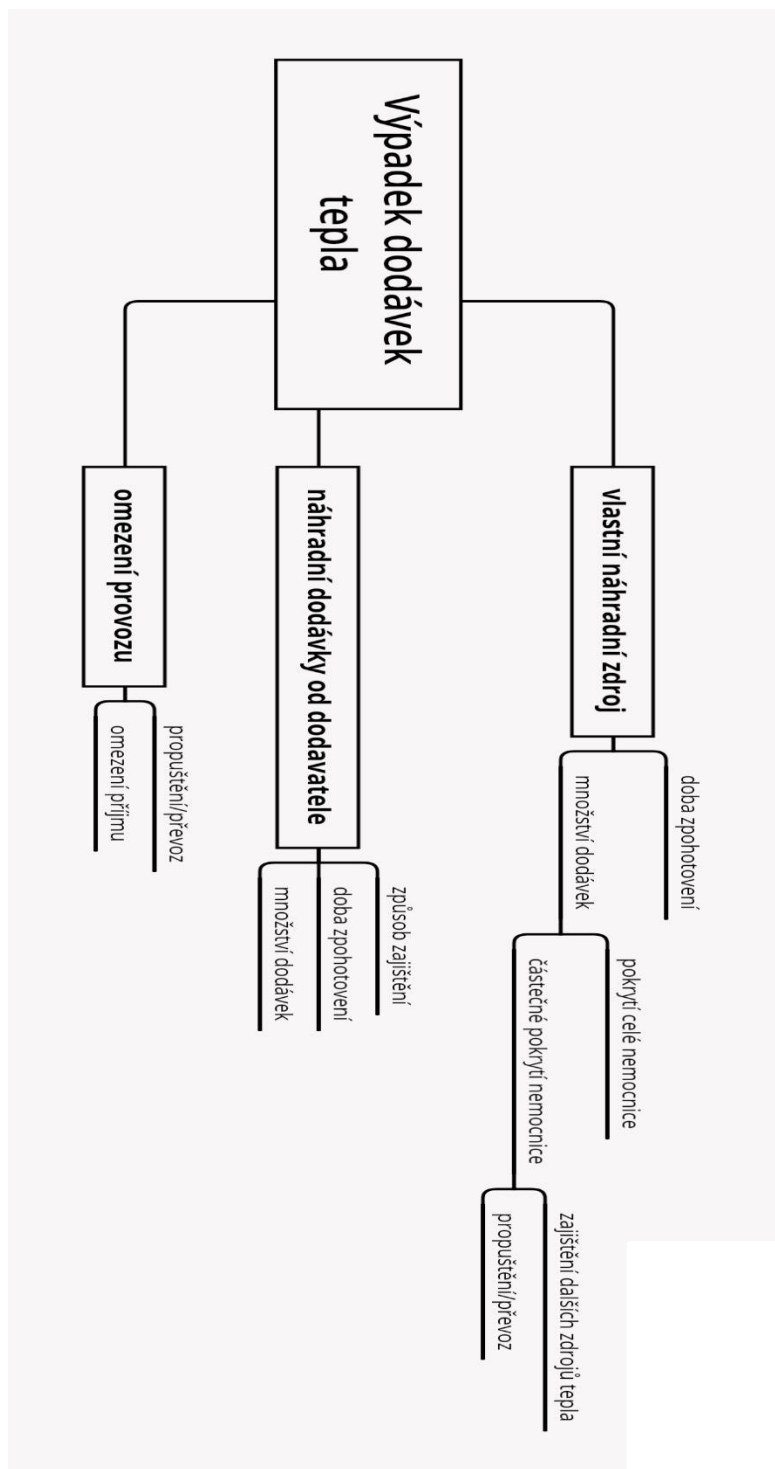 Výpadek dodávek
tepla
vlastní náhradní zdroj
doba zpohotovení
množství dodávek
pokrytí celé nemocnice
částečné pokrytí nemocnice
zajištění dalších zdrojů tepla
propuštění/převoz
náhradní dodávky od dodavatele
způsob zajištění
doba zpohotovení
množství dodávek
omezení provozu
propuštění/převoz
omezení příjmu